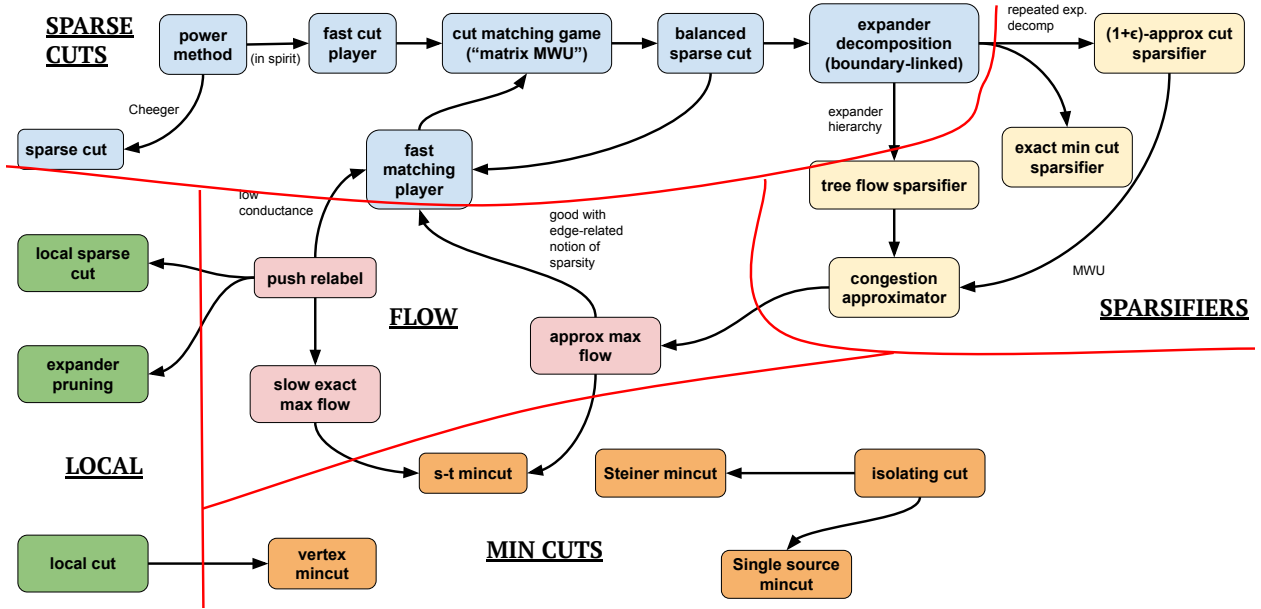 SPARSE
CUTS
power
method
(in spirit)
fast cut
player
cut matching game
(“matrix MWU”)
balanced
sparse cut
expander
decomposition
(boundary-linked)
repeated exp.
decomp
(1+ϵ)-approx cut
sparsifier
Cheeger
sparse cut
fast
matching
player
expander
hierarchy
exact min cut
sparsifier
tree flow sparsifier
low
conductance
good with
edge-related
notion of
sparsity
local sparse
cut
push relabel
FLOW
congestion
approximator
MWU
SPARSIFIERS
approx max
flow
expander
pruning
slow exact
max flow
LOCAL
s-t mincut
Steiner mincut
isolating cut
local cut
vertex
mincut
MIN CUTS
Single source
mincut